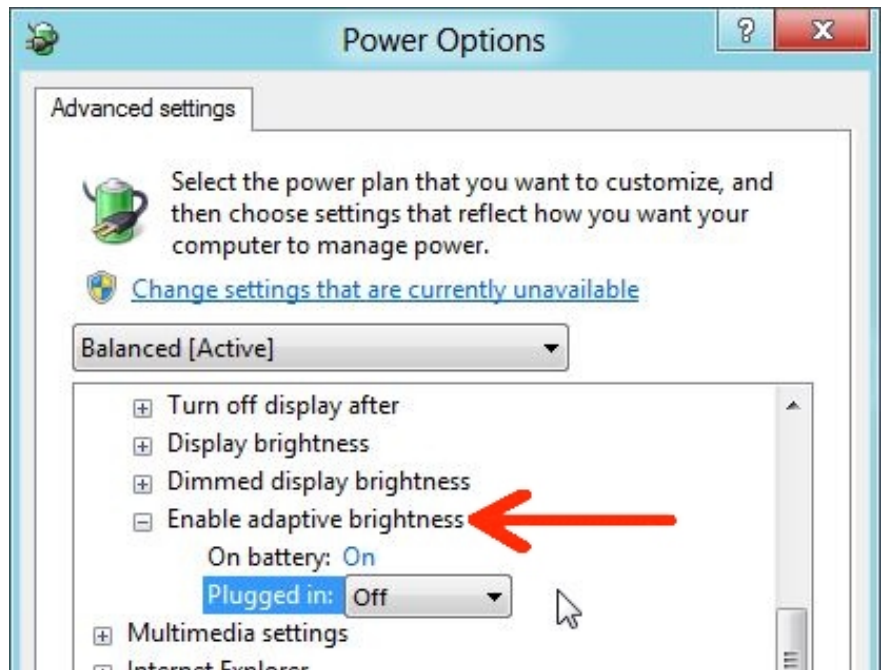 Power Options
?
X
Advanced settings
Select the power plan that you want to customize, and
then choose settings that reflect how you want your
computer to manage power.
Change settings that are currently unavailable
Balanced [Active]
Turn off display after
Display brightness
Dimmed display brightness
Enable adaptive brightness
On battery: On
Plugged in: Off
Multimedia settings
Internet Explorer